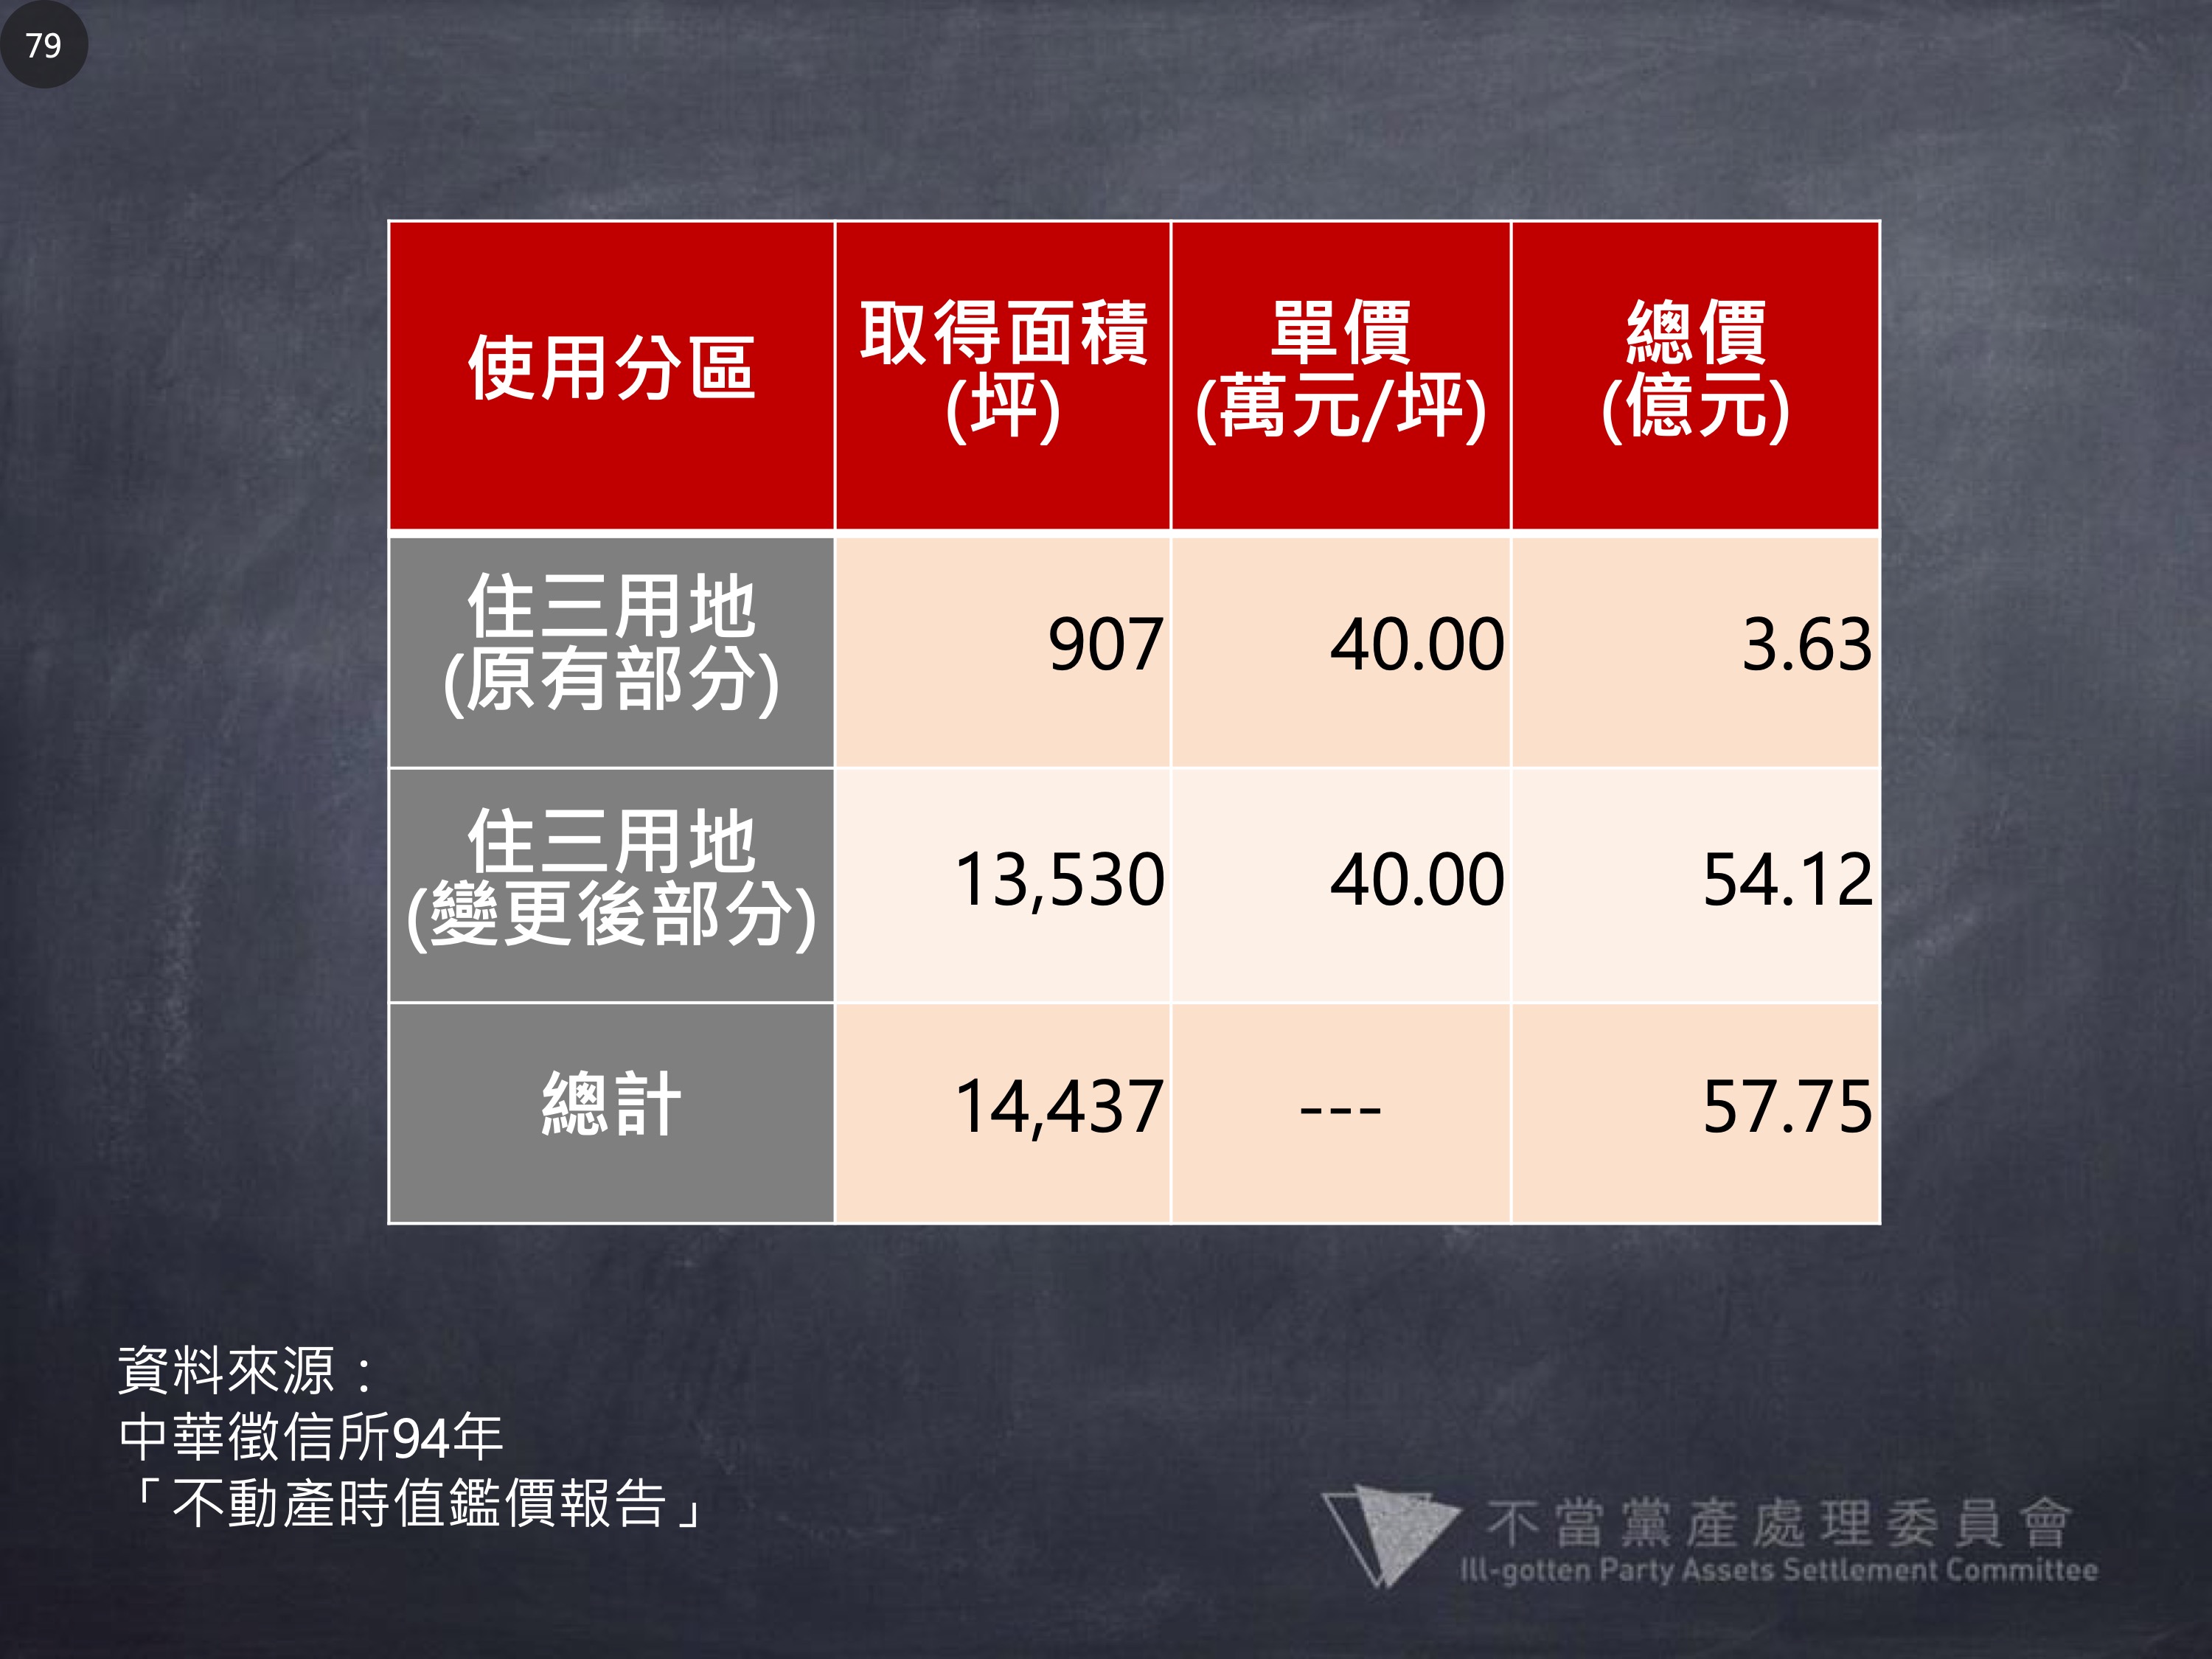 79
使用分區 取得面積(坪) 單價(萬元/坪) 總價(億元)
住三用地(原有部分) 907 40.00 3.63
住三用地(變更後部分) 13,530 40.00 54.12
總計 14,437 --- 57.75
資料來源：
中華徵信所94年
「不動產時值鑑價報告」
不當黨產處理委員會
Ill-gotten Party Assets Settlement Committee